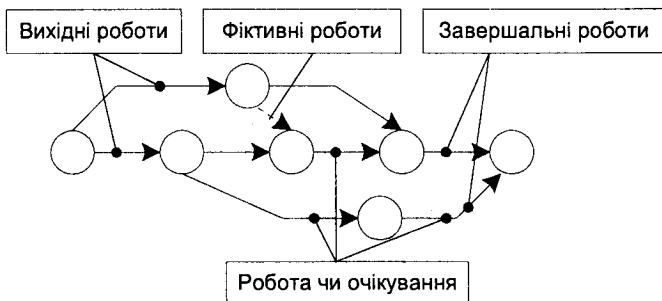 Вихідні роботи
Фіктивні роботи
Завершальні роботи
Робота чи очікування